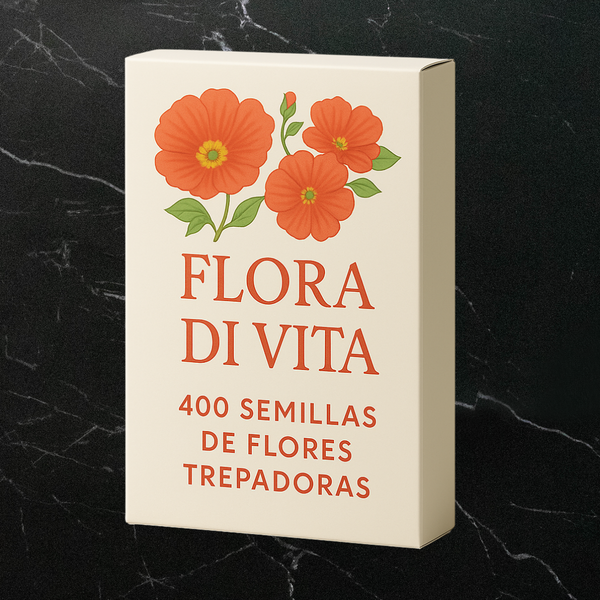 FLORA
DI VITA
400 SEMILLAS
DE FLORES
TREPADORAS